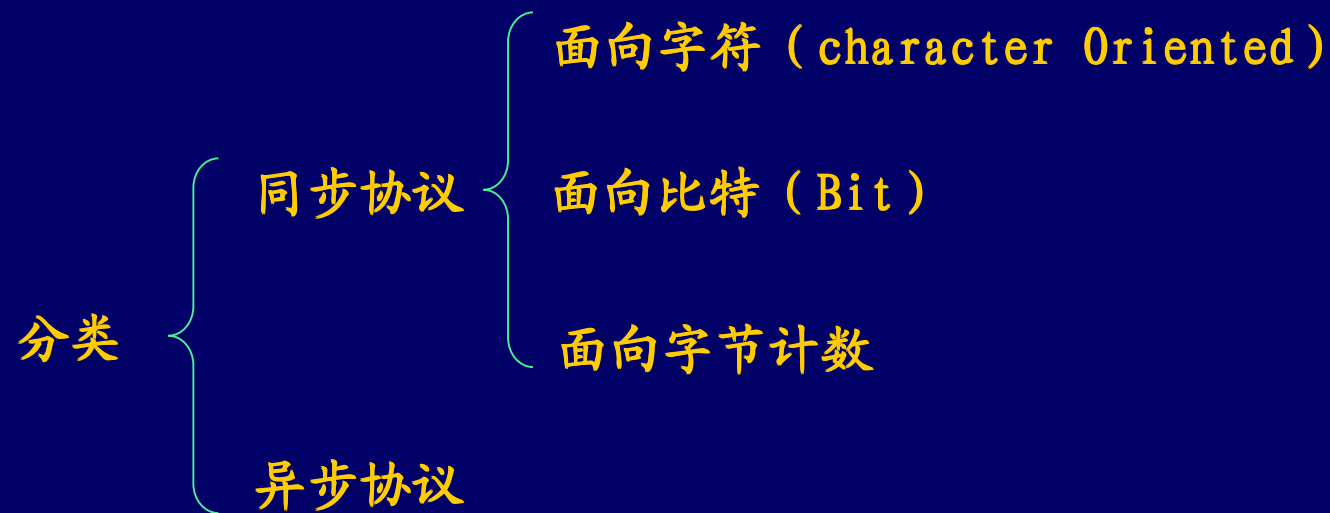 面向字符（character Oriented）
同步协议
面向比特（Bit）
分类
面向字节计数
异步协议